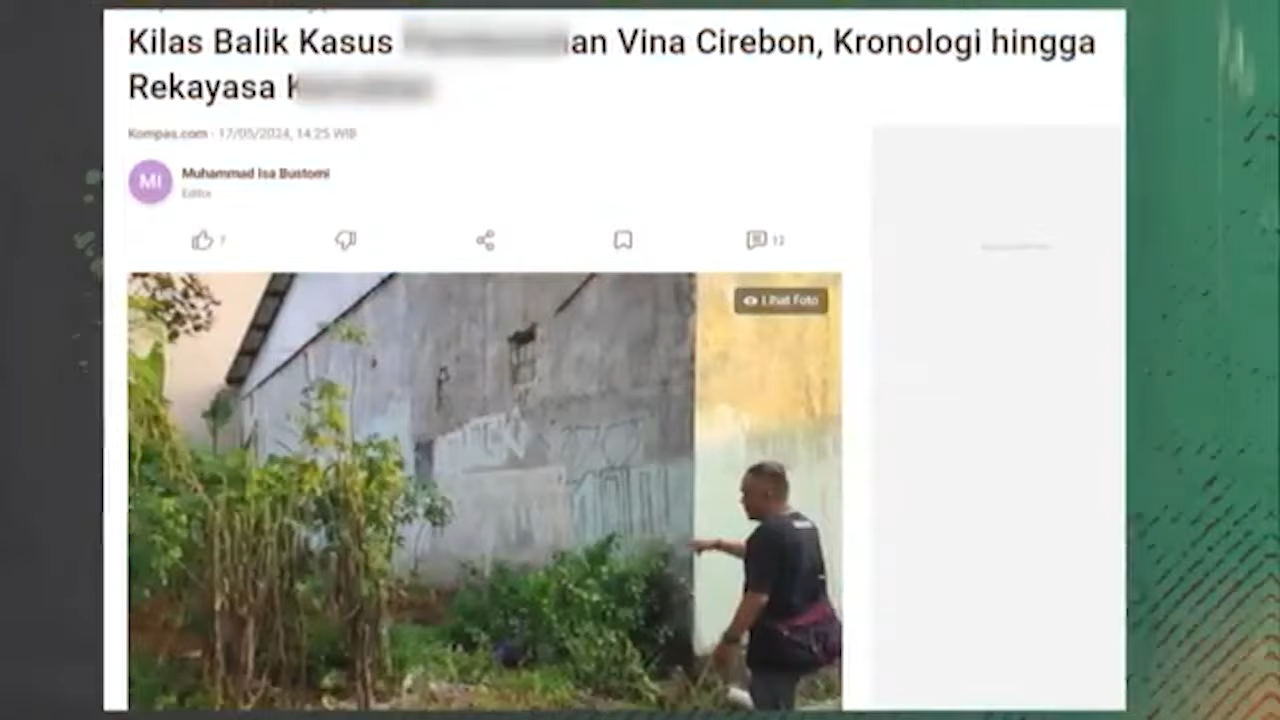 Kilas Balik Kasus an Vina Cirebon, Kronologi hingga
Rekayasa K
Kompas.com - 17/05/2024, 14:25 WIB
MI
Muhammad Isa Bustomi
Editor
7
12
Lihat Foto